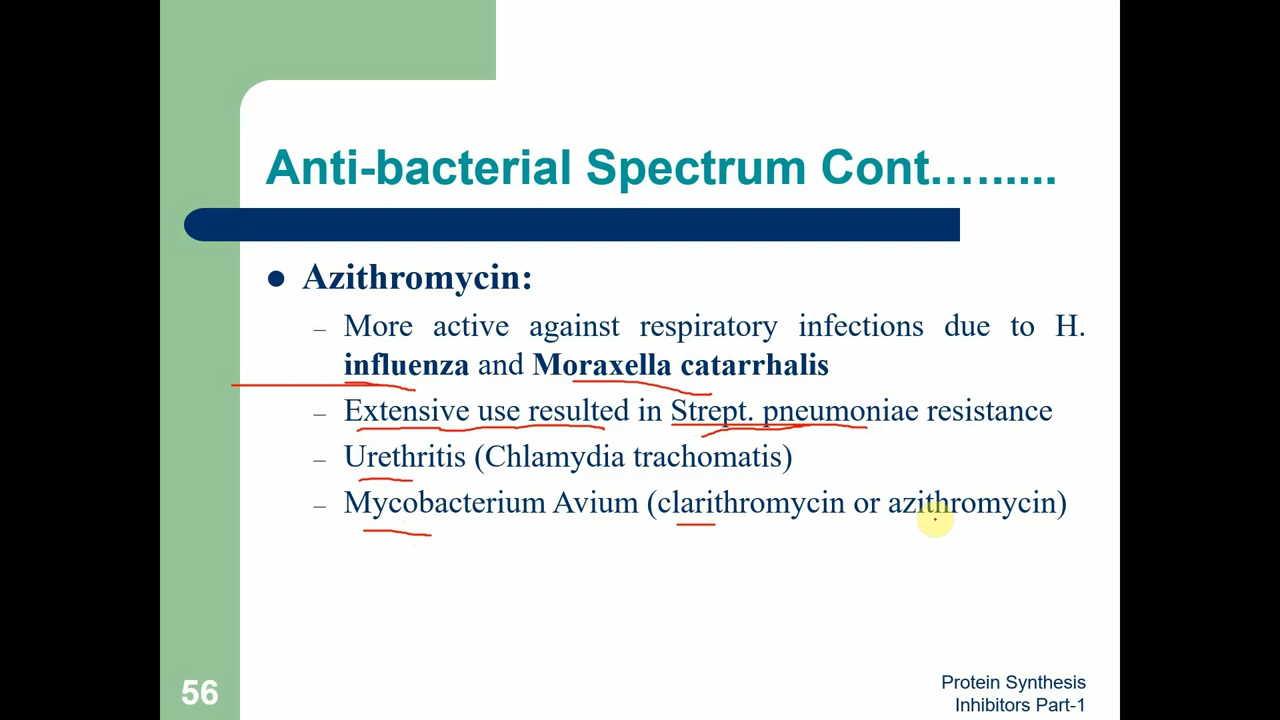 Anti-bacterial Spectrum Cont.…......
● Azithromycin:
– More active against respiratory infections due to H.
influenza and Moraxella catarrhalis
– Extensive use resulted in Strept. pneumoniae resistance
– Urethritis (Chlamydia trachomatis)
– Mycobacterium Avium (clarithromycin or azithromycin)
56
Protein Synthesis
Inhibitors Part-1